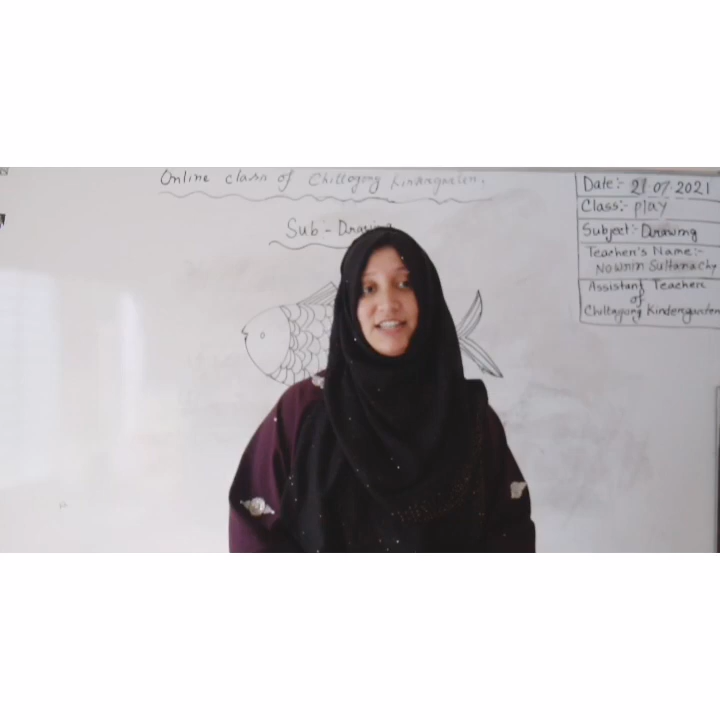 Online class of Chittagong Kindergarten,
Sub:- Drawing
Date:- 28.07.2021
Class:- play
Subject:- Drawing
Teacher's Name:-
Nowrin Sultana
Assistant Teacher
of
Chittagong Kindergarten